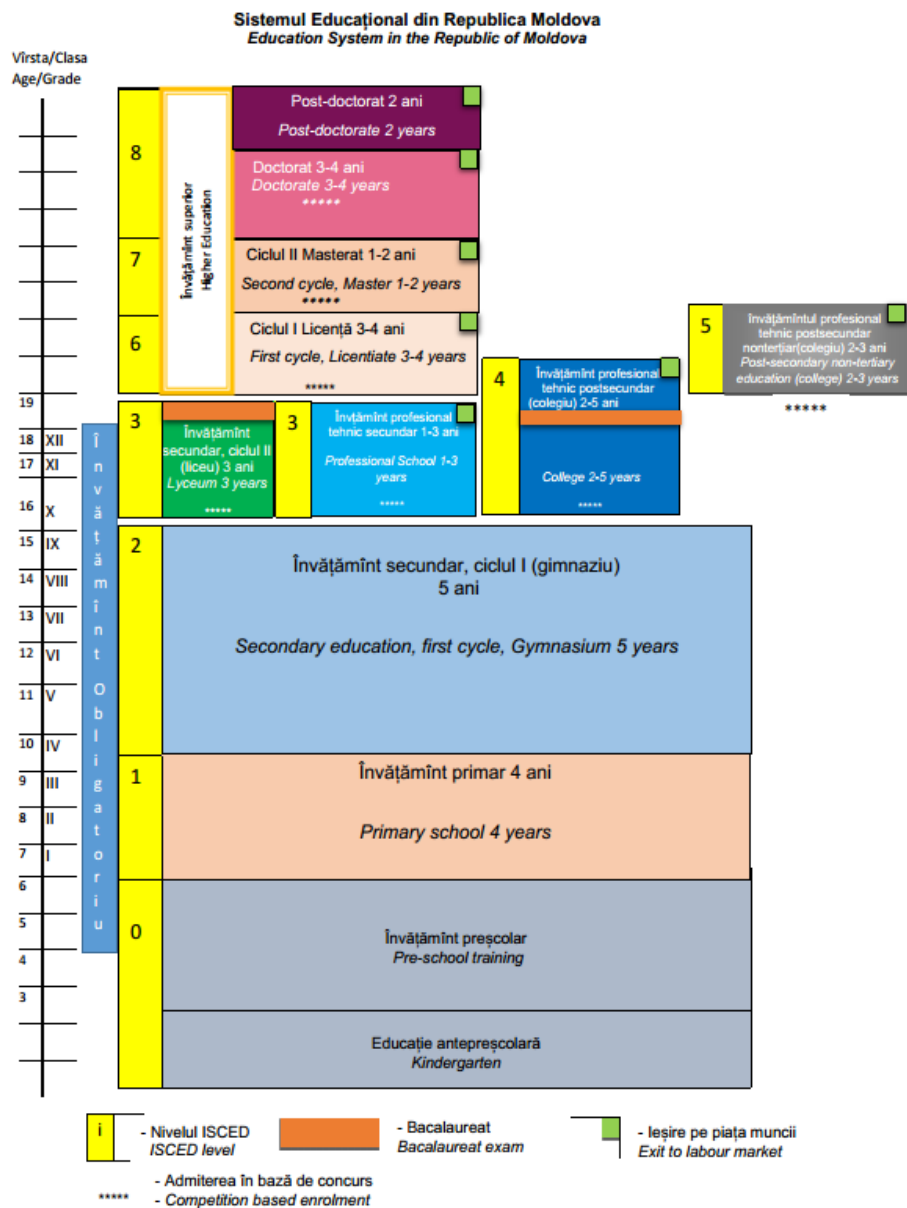 Sistemul Educațional din Republica Moldova
Education System in the Republic of Moldova
Vîrsta/Clasa
Age/Grade
8
Învățămînt superior
Higher Education
Post-doctorat 2 ani
Post-doctorate 2 years
Doctorat 3-4 ani
Doctorate 3-4 years
*****
7
Ciclul II Masterat 1-2 ani
Second cycle, Master 1-2 years
*****
6
Ciclul I Licență 3-4 ani
First cycle, Licentiate 3-4 years
*****
5
învățămîntul profesional
tehnic postsecundar
nonterțiar(colegiu) 2-3 ani
Post-secondary non-tertiary
education (college) 2-3 years
*****
4
Învățămînt profesional
tehnic postsecundar
(colegiu) 2-5 ani
College 2-5 years
*****
3
Învățămînt
secundar, ciclul II
(liceu) 3 ani
Lyceum 3 years
*****
3
Învțămînt profesional
tehnic secundar 1-3 ani
Professional School 1-3
years
*****
19
18 XII
17 XI
16 X
15 IX
14 VIII
13 VII
12 VI
11 V
10 IV
9 III
8 II
7 I
6
5
4
3
Învățămînt Obligatoriu
2
Învățămînt secundar, ciclul I (gimnaziu)
5 ani
Secondary education, first cycle, Gymnasium 5 years
1
Învățămînt primar 4 ani
Primary school 4 years
0
Învățămînt preșcolar
Pre-school training
Educație antepreșcolară
Kindergarten
i
- Nivelul ISCED
ISCED level
- Bacalaureat
Bacalaureat exam
- Ieșire pe piața muncii
Exit to labour market
- Admiterea în bază de concurs
***** - Competition based enrolment